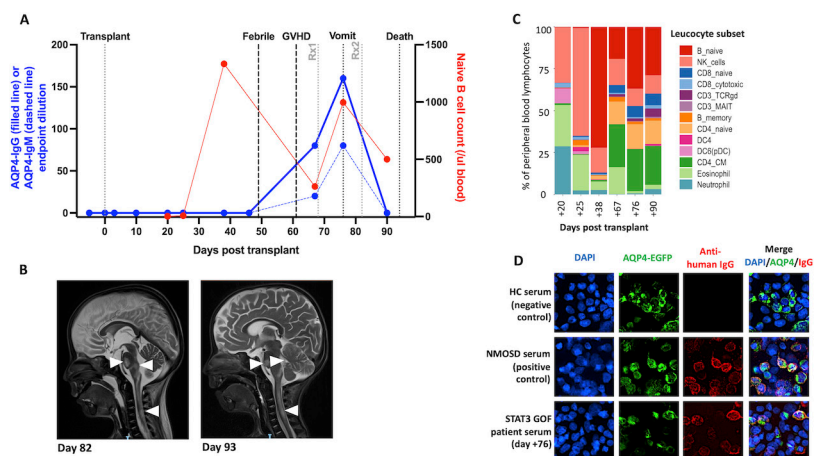 A
Transplant
Febrile
GVHD
Rx1
Vomit
Rx2
Death
AQP4-IgG (filled line) or
AQP4-IgM (dashed line)
endpoint dilution
200
150
100
50
0
1500
1000
500
0
Naive B cell count (/ul blood)
0
10
20
30
40
50
60
70
80
90
Days post transplant
B
Day 82
Day 93
C
% of peripheral blood lymphocytes
100
75
50
25
0
+20
+25
+38
+67
+76
+90
Days post transplant
Leucocyte subset
B_naive
NK_cells
CD8_naive
CD8_cytotoxic
CD3_TCRgd
CD3_MAIT
B_memory
CD4_naive
DC4
DC6(pDC)
CD4_CM
Eosinophil
Neutrophil
D
DAPI
AQP4-EGFP
Anti-
human IgG
Merge
DAPI/AQP4/IgG
HC serum
(negative
control)
NMOSD serum
(positive
control)
STAT3 GOF
patient serum
(day +76)